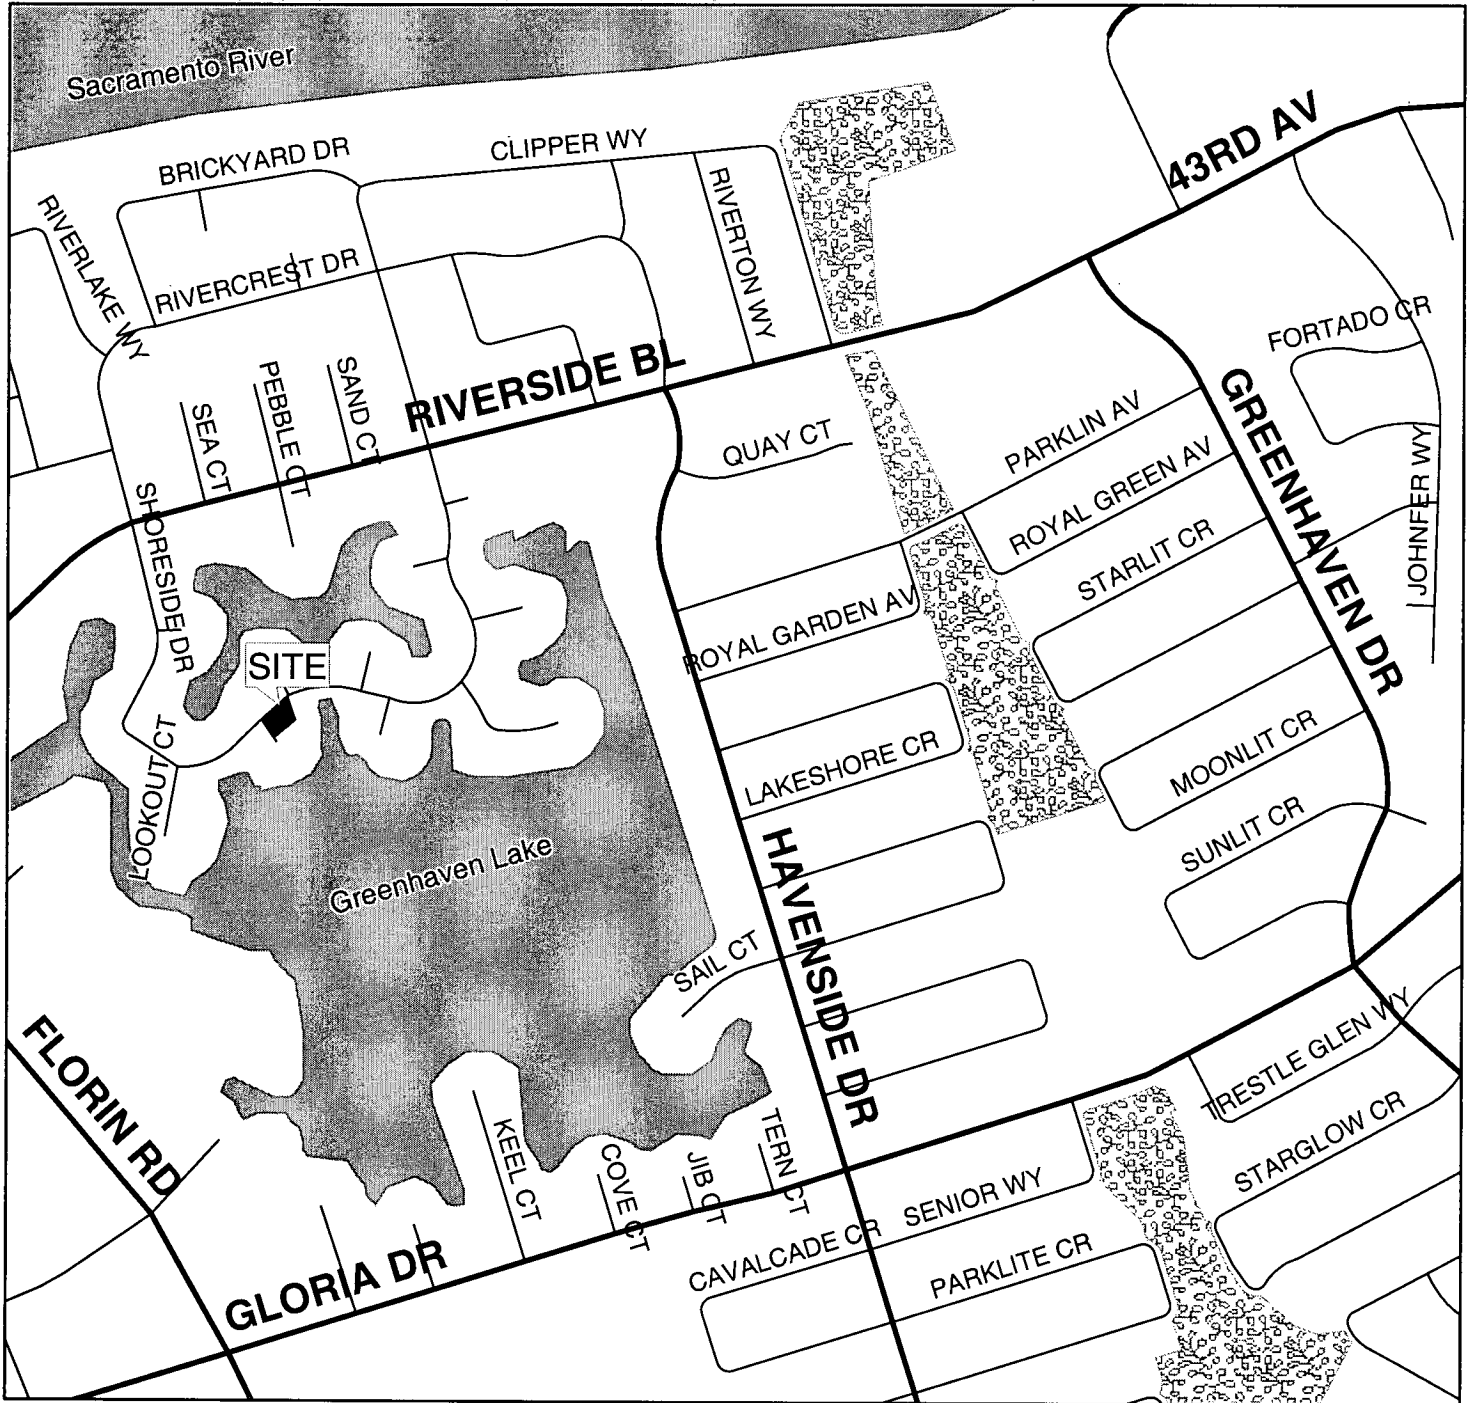 Sacramento River
BRICKYARD DR
CLIPPER WY
43RD AV
RIVERLAKE WY
RIVERCREST DR
RIVERTON WY
FORTADO CR
SEA CT
PEBBLE CT
SAND CT
RIVERSIDE BL
QUAY CT
PARKLIN AV
ROYAL GREEN AV
GREENHAVEN DR
JOHNFER WY
SHORESIDE DR
STARLIT CR
ROYAL GARDEN AV
SITE
LOOKOUT CT
LAKESHORE CR
MOONLIT CR
SUNLIT CR
Greenhaven Lake
HAVENSIDE DR
SAIL CT
FLORIN RD
TRESTLE GLEN WY
STARGLOW CR
KEEL CT
COVE CT
JIB CT
TERN CT
SENIOR WY
CAVALCADE CR
PARKLITE CR
GLORIA DR